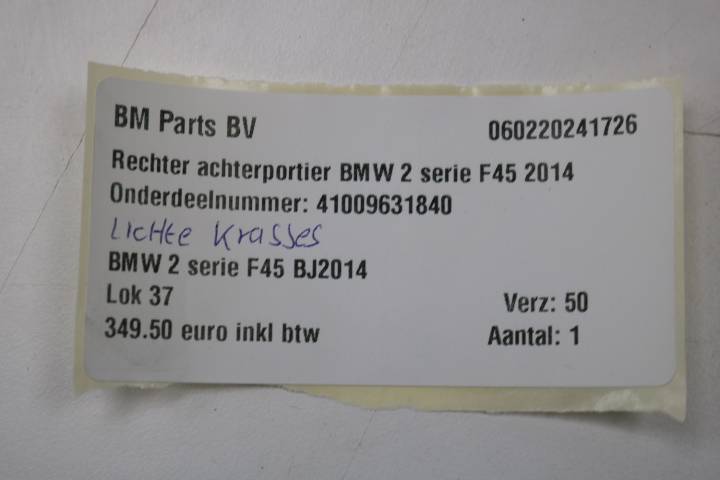 BM Parts BV 060220241726
Rechter achterportier BMW 2 serie F45 2014
Onderdeelnummer: 41009631840
Lichte Krasses
BMW 2 serie F45 BJ2014
Lok 37 Verz: 50
349.50 euro inkl btw Aantal: 1